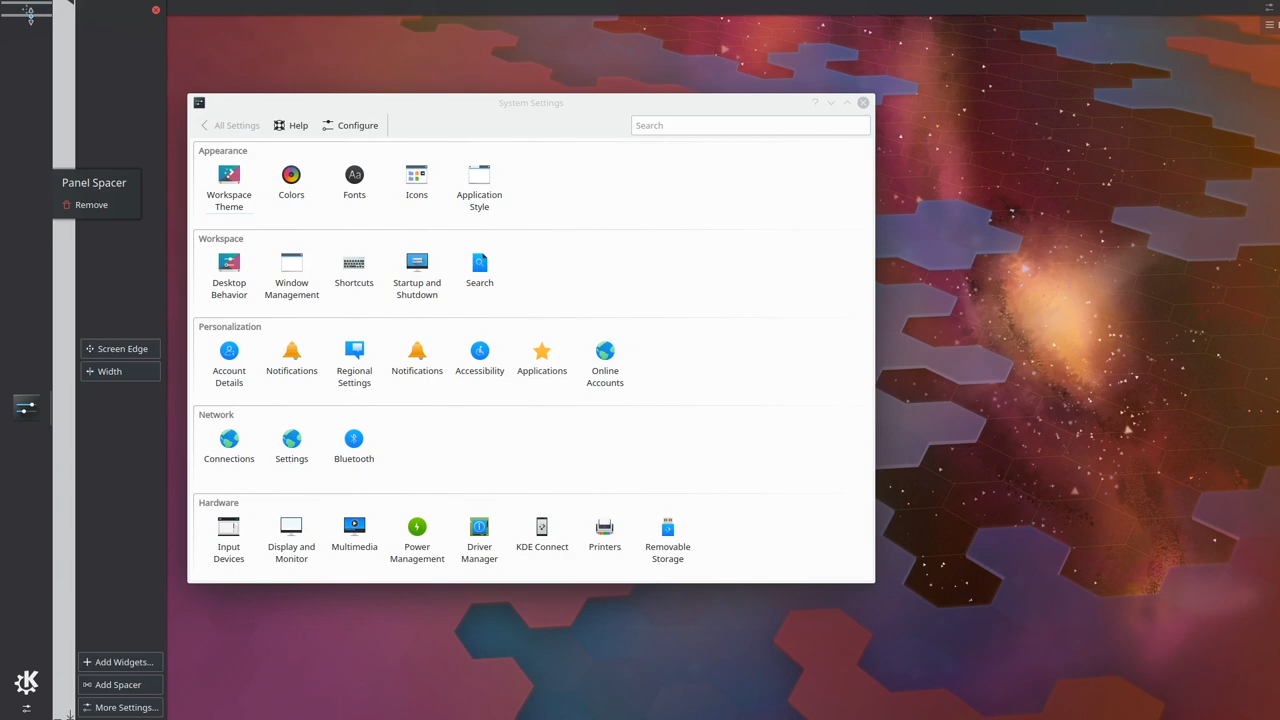 System Settings
All Settings
Help
Configure
Search
Appearance
Workspace
Theme
Colors
Fonts
Icons
Application
Style
Workspace
Desktop
Behavior
Window
Management
Shortcuts
Startup and
Shutdown
Search
Personalization
Account
Details
Notifications
Regional
Settings
Notifications
Accessibility
Applications
Online
Accounts
Network
Connections
Settings
Bluetooth
Hardware
Input
Devices
Display and
Monitor
Multimedia
Power
Management
Driver
Manager
KDE Connect
Printers
Removable
Storage
Panel Spacer
Remove
Screen Edge
Width
Add Widgets...
Add Spacer
More Settings...
Aa
K